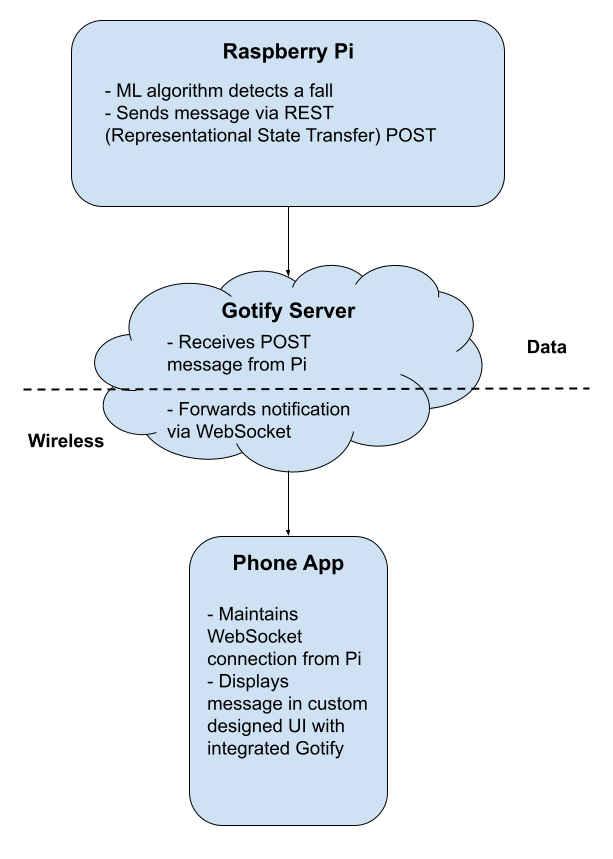 Raspberry Pi
- ML algorithm detects a fall
- Sends message via REST
(Representational State Transfer) POST
Gotify Server
- Receives POST
message from Pi
Data
- Forwards notification
via WebSocket
Wireless
Phone App
- Maintains
WebSocket
connection from Pi
- Displays
message in custom
designed UI with
integrated Gotify